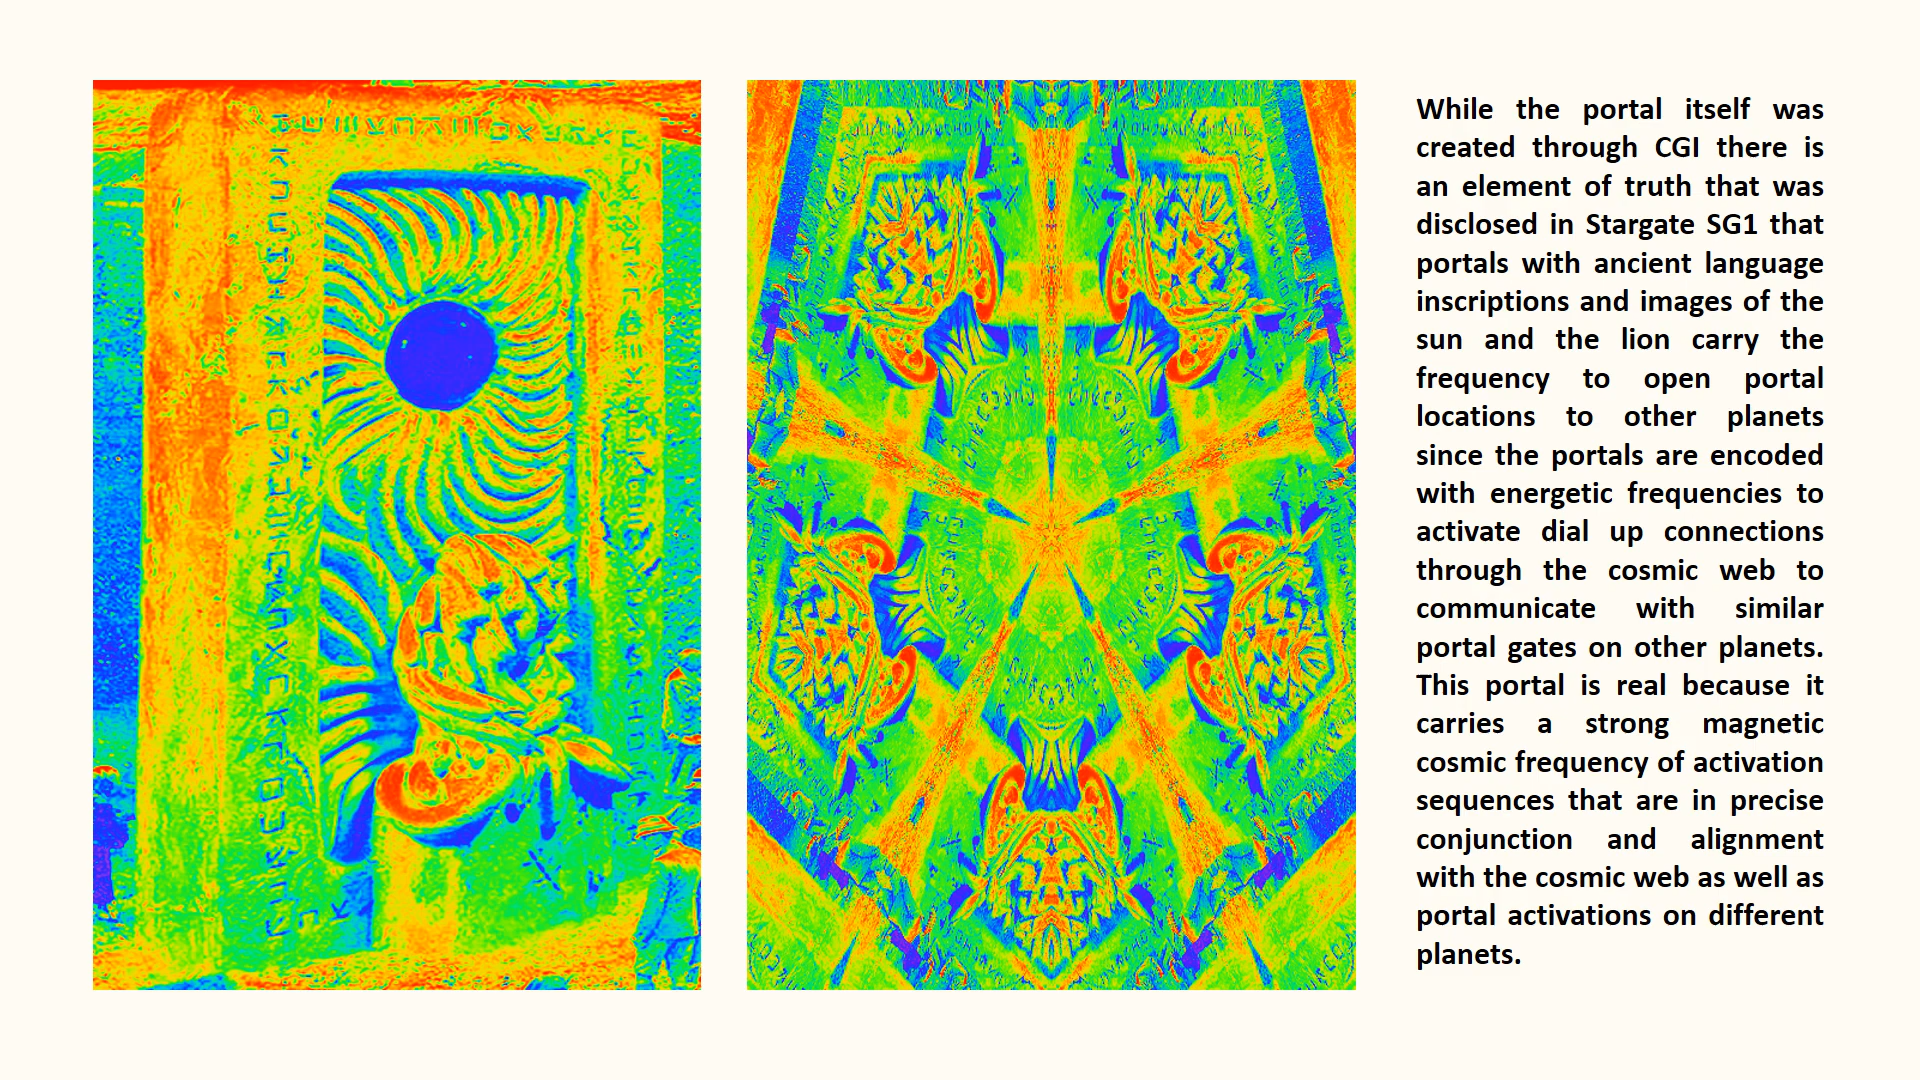 While the portal itself was
created through CGI there is
an element of truth that was
disclosed in Stargate SG1 that
portals with ancient language
inscriptions and images of the
sun and the lion carry the
frequency to open portal
locations to other planets
since the portals are encoded
with energetic frequencies to
activate dial up connections
through the cosmic web to
communicate with similar
portal gates on other planets.
This portal is real because it
carries a strong magnetic
cosmic frequency of activation
sequences that are in precise
conjunction and alignment
with the cosmic web as well as
portal activations on different
planets.